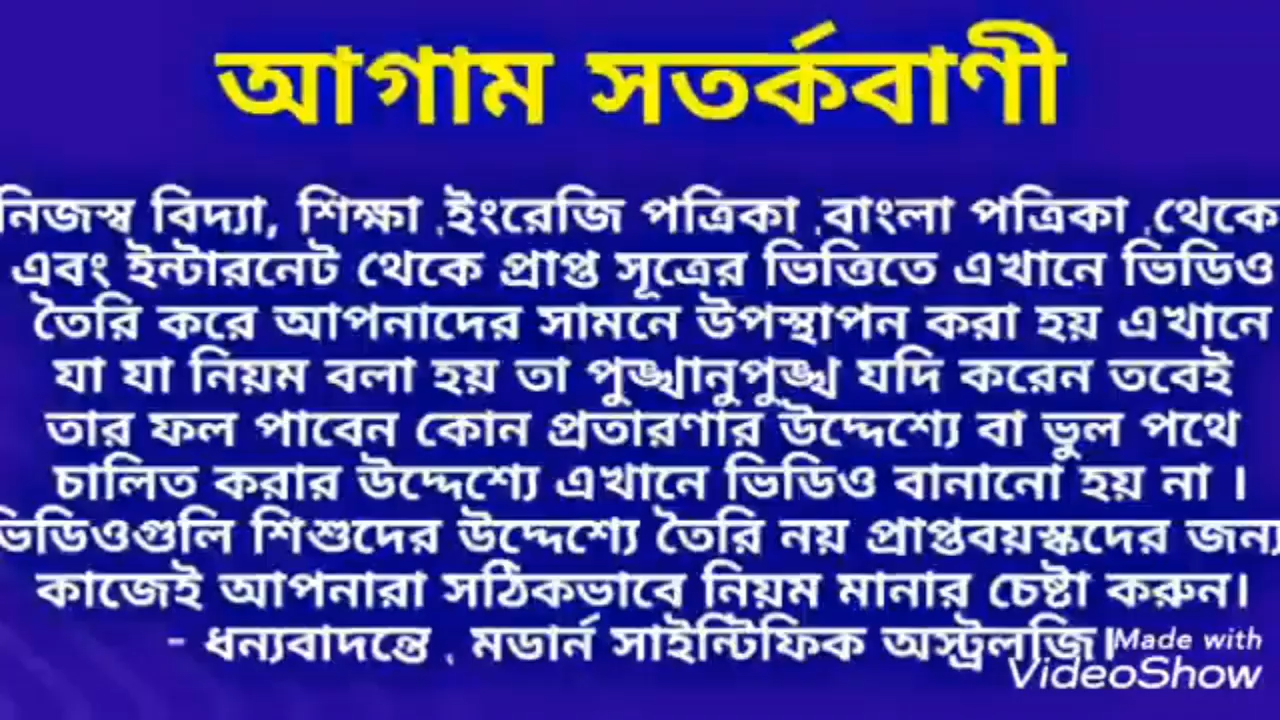 আগাম সতর্কবাণী
নিজস্ব বিদ্যা, শিক্ষা ,ইংরেজি পত্রিকা ,বাংলা পত্রিকা ,থেকে
এবং ইন্টারনেট থেকে প্রাপ্ত সূত্রের ভিত্তিতে এখানে ভিডিও
তৈরি করে আপনাদের সামনে উপস্থাপন করা হয় এখানে
যা যা নিয়ম বলা হয় তা পুঙ্খানুপুঙ্খ যদি করেন তবেই
তার ফল পাবেন কোন প্রতারণার উদ্দেশ্যে বা ভুল পথে
চালিত করার উদ্দেশ্যে এখানে ভিডিও বানানো হয় না ।
ভিডিওগুলি শিশুদের উদ্দেশ্যে তৈরি নয় প্রাপ্তবয়স্কদের জন্য
কাজেই আপনারা সঠিকভাবে নিয়ম মানার চেষ্টা করুন।
- ধন্যবাদন্তে , মডার্ন সাইন্টিফিক অস্ট্রলজি।
Made with
VideoShow